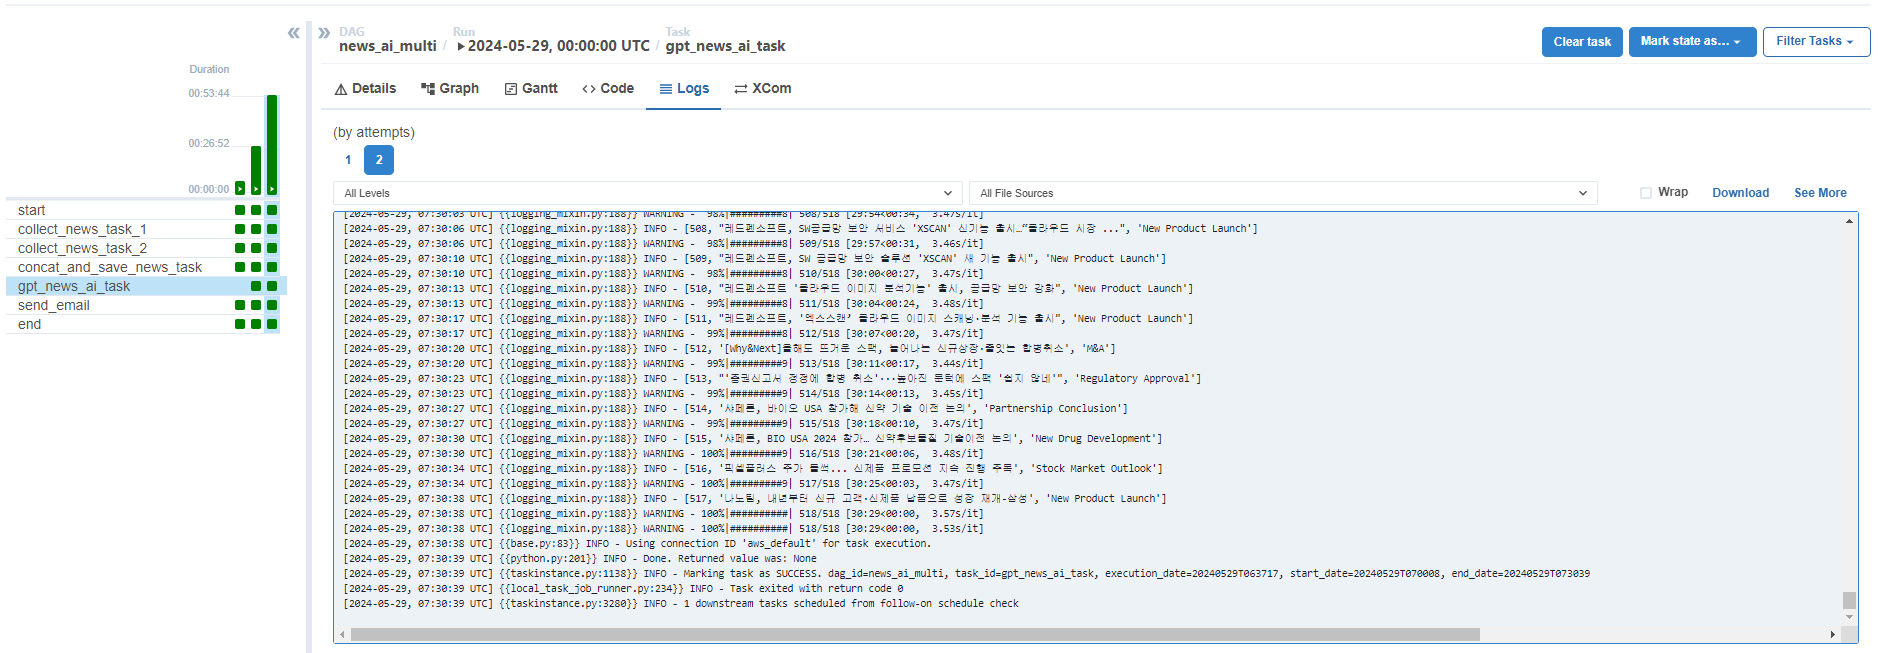 DAG
news_ai_multi
/
Run
2024-05-29, 00:00:00 UTC
/
Task
gpt_news_ai_task
Clear task
Mark state as...
Filter Tasks
Duration
00:53:44
00:26:52
00:00:00
start
collect_news_task_1
collect_news_task_2
concat_and_save_news_task
gpt_news_ai_task
send_email
end
Details
Graph
Gantt
Code
Logs
XCom
(by attempts)
1
2
All Levels
All File Sources
Wrap
Download
See More
[2024-05-29, 07:30:03 UTC] {{logging_mixin.py:188}} WARNING -  98%|#########8| 508/518 [29:54<00:34,  3.47s/it]
[2024-05-29, 07:30:06 UTC] {{logging_mixin.py:188}} INFO - [508, "레드펜소프트, SW공급망 보안 서비스 'XSCAN' 신기능 출시…“클라우드 시장 ...", 'New Product Launch']
[2024-05-29, 07:30:06 UTC] {{logging_mixin.py:188}} WARNING -  98%|#########8| 509/518 [29:57<00:31,  3.46s/it]
[2024-05-29, 07:30:10 UTC] {{logging_mixin.py:188}} INFO - [509, "레드펜소프트, SW 공급망 보안 솔루션 'XSCAN' 새 기능 출시", 'New Product Launch']
[2024-05-29, 07:30:10 UTC] {{logging_mixin.py:188}} WARNING -  98%|#########8| 510/518 [30:00<00:27,  3.47s/it]
[2024-05-29, 07:30:13 UTC] {{logging_mixin.py:188}} INFO - [510, "레드펜소프트 '클라우드 이미지 분석기능' 출시, 공급망 보안 강화", 'New Product Launch']
[2024-05-29, 07:30:13 UTC] {{logging_mixin.py:188}} WARNING -  99%|#########8| 511/518 [30:04<00:24,  3.48s/it]
[2024-05-29, 07:30:17 UTC] {{logging_mixin.py:188}} INFO - [511, "레드펜소프트, '엑스스캔’ 클라우드 이미지 스캐닝·분석 기능 출시", 'New Product Launch']
[2024-05-29, 07:30:17 UTC] {{logging_mixin.py:188}} WARNING -  99%|#########8| 512/518 [30:07<00:20,  3.47s/it]
[2024-05-29, 07:30:20 UTC] {{logging_mixin.py:188}} INFO - [512, '[Why&Next]올해도 뜨거운 스팩, 늘어나는 신규상장·줄잇는 합병취소', 'M&A']
[2024-05-29, 07:30:20 UTC] {{logging_mixin.py:188}} WARNING -  99%|#########8| 513/518 [30:11<00:17,  3.44s/it]
[2024-05-29, 07:30:23 UTC] {{logging_mixin.py:188}} INFO - [513, "'증권신고서 정정에 합병 취소'···높아진 문턱에 스팩 '쉽지 않네'", 'Regulatory Approval']
[2024-05-29, 07:30:23 UTC] {{logging_mixin.py:188}} WARNING -  99%|#########9| 514/518 [30:14<00:13,  3.45s/it]
[2024-05-29, 07:30:27 UTC] {{logging_mixin.py:188}} INFO - [514, '샤페론, 바이오 USA 참가해 신약 기술 이전 논의', 'Partnership Conclusion']
[2024-05-29, 07:30:27 UTC] {{logging_mixin.py:188}} WARNING -  99%|#########9| 515/518 [30:18<00:10,  3.47s/it]
[2024-05-29, 07:30:30 UTC] {{logging_mixin.py:188}} INFO - [515, '샤페론, BIO USA 2024 참가… 신약후보물질 기술이전 논의', 'New Drug Development']
[2024-05-29, 07:30:30 UTC] {{logging_mixin.py:188}} WARNING - 100%|#########9| 516/518 [30:21<00:06,  3.48s/it]
[2024-05-29, 07:30:34 UTC] {{logging_mixin.py:188}} INFO - [516, '픽셀플러스 주가 들썩... 신제품 프로모션 지속 진행 주목', 'Stock Market Outlook']
[2024-05-29, 07:30:34 UTC] {{logging_mixin.py:188}} WARNING - 100%|#########9| 517/518 [30:25<00:03,  3.47s/it]
[2024-05-29, 07:30:38 UTC] {{logging_mixin.py:188}} INFO - [517, '나노팀, 내년부터 신규 고객·신제품 납품으로 성장 재개-삼성', 'New Product Launch']
[2024-05-29, 07:30:38 UTC] {{logging_mixin.py:188}} WARNING - 100%|##########| 518/518 [30:29<00:00,  3.57s/it]
[2024-05-29, 07:30:38 UTC] {{logging_mixin.py:188}} WARNING - 100%|##########| 518/518 [30:29<00:00,  3.53s/it]
[2024-05-29, 07:30:38 UTC] {{base.py:83}} INFO - Using connection ID 'aws_default' for task execution.
[2024-05-29, 07:30:39 UTC] {{python.py:201}} INFO - Done. Returned value was: None
[2024-05-29, 07:30:39 UTC] {{taskinstance.py:1138}} INFO - Marking task as SUCCESS. dag_id=news_ai_multi, task_id=gpt_news_ai_task, execution_date=20240529T063717, start_date=20240529T070008, end_date=20240529T073039
[2024-05-29, 07:30:39 UTC] {{local_task_job_runner.py:234}} INFO - Task exited with return code 0
[2024-05-29, 07:30:39 UTC] {{taskinstance.py:3280}} INFO - 1 downstream tasks scheduled from follow-on schedule check